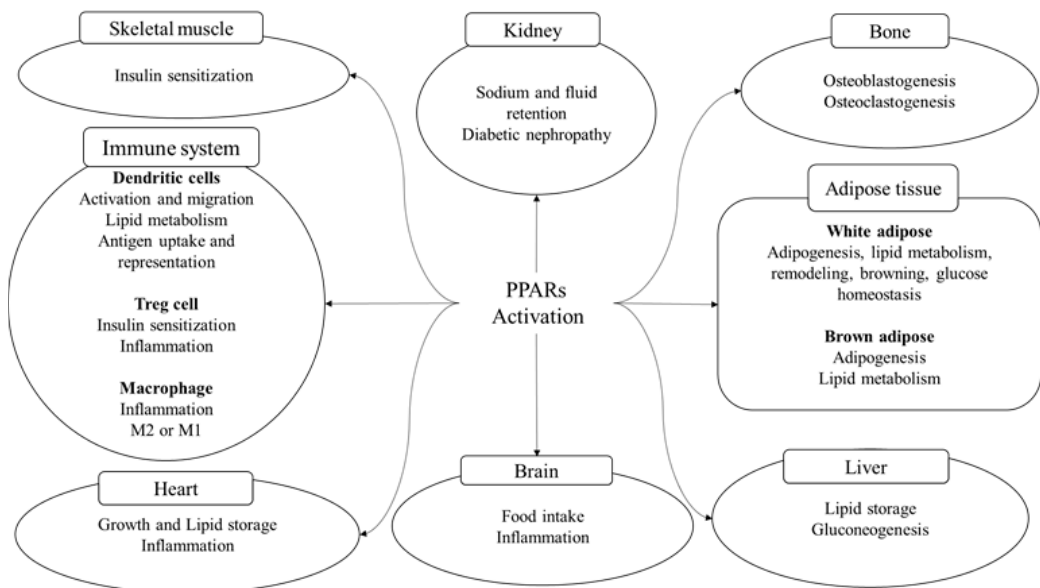 Skeletal muscle
Insulin sensitization
Kidney
Sodium and fluid
retention
Diabetic nephropathy
Bone
Osteoblastogenesis
Osteoclastogenesis
Immune system
Dendritic cells
Activation and migration
Lipid metabolism
Antigen uptake and
representation
Treg cell
Insulin sensitization
Inflammation
Macrophage
Inflammation
M2 or M1
PPARs
Activation
Adipose tissue
White adipose
Adipogenesis, lipid metabolism,
remodeling, browning, glucose
homeostasis
Brown adipose
Adipogenesis
Lipid metabolism
Heart
Growth and Lipid storage
Inflammation
Brain
Food intake
Inflammation
Liver
Lipid storage
Gluconeogenesis